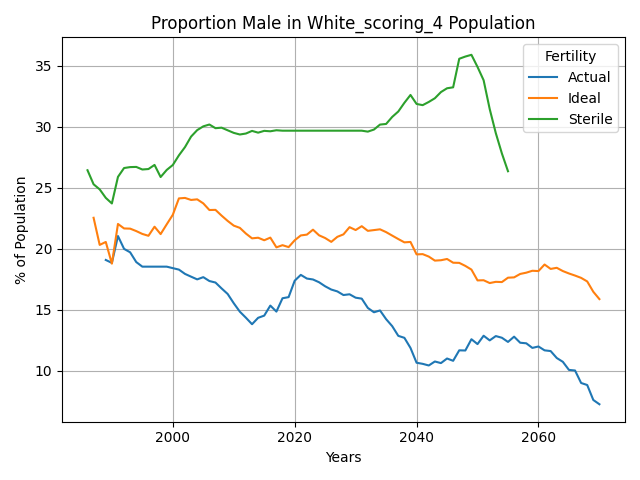 Proportion Male in White_scoring_4 Population
% of Population
35
30
25
20
15
10
Fertility
Actual
Ideal
Sterile
2000 2020 2040 2060
Years